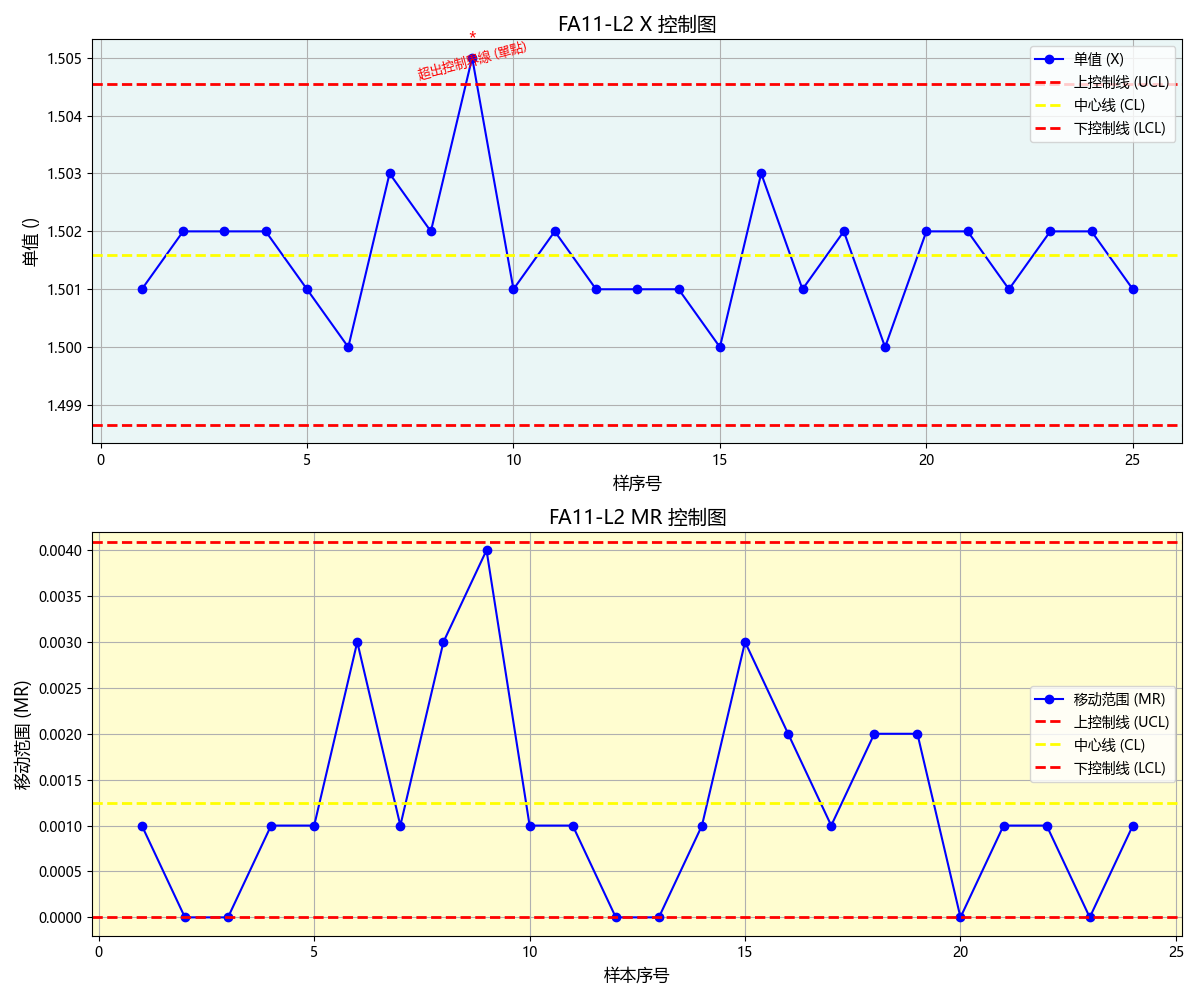 FA11-L2 X 控制图
*
超出控制界線 (單點)
单值 (X)
上控制线 (UCL)
中心线 (CL)
下控制线 (LCL)
单值 ()
1.505
1.504
1.503
1.502
1.501
1.500
1.499
0 5 10 15 20 25
样序号
FA11-L2 MR 控制图
移动范围 (MR)
上控制线 (UCL)
中心线 (CL)
下控制线 (LCL)
移动范围 (MR)
0.0040
0.0035
0.0030
0.0025
0.0020
0.0015
0.0010
0.0005
0.0000
0 5 10 15 20 25
样本序号